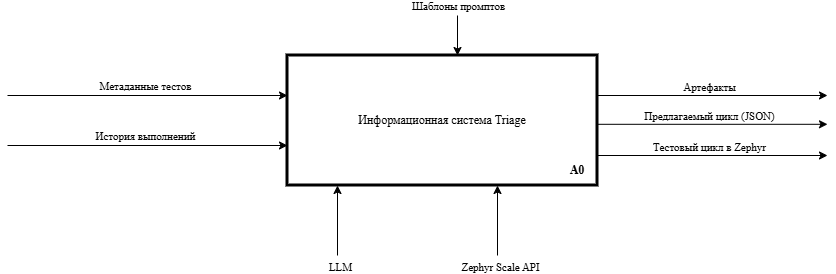 Шаблоны промптов
Метаданные тестов
История выполнений
Информационная система Triage
A0
Артефакты
Предлагаемый цикл (JSON)
Тестовый цикл в Zephyr
LLM
Zephyr Scale API